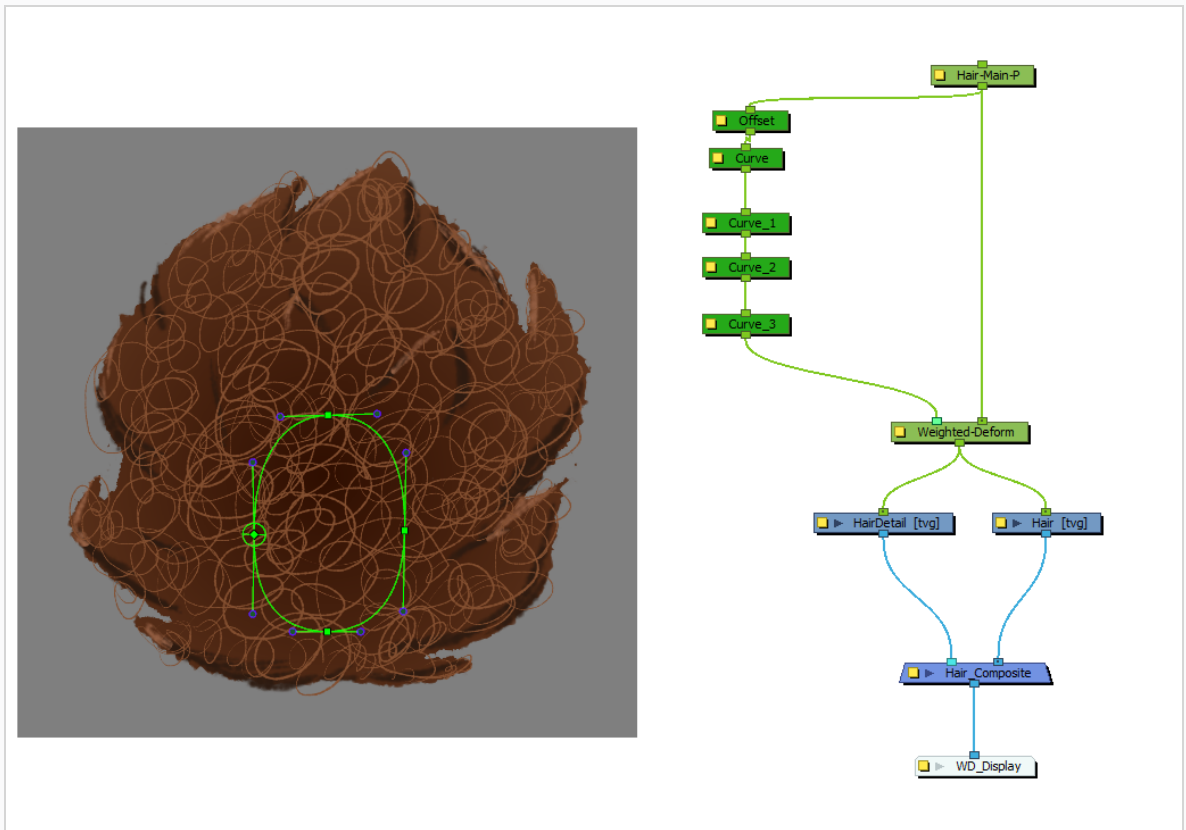 Hair-Main-P
Offset
Curve
Curve_1
Curve_2
Curve_3
Weighted-Deform
HairDetail [tvg]
Hair [tvg]
Hair_Composite
WD_Display